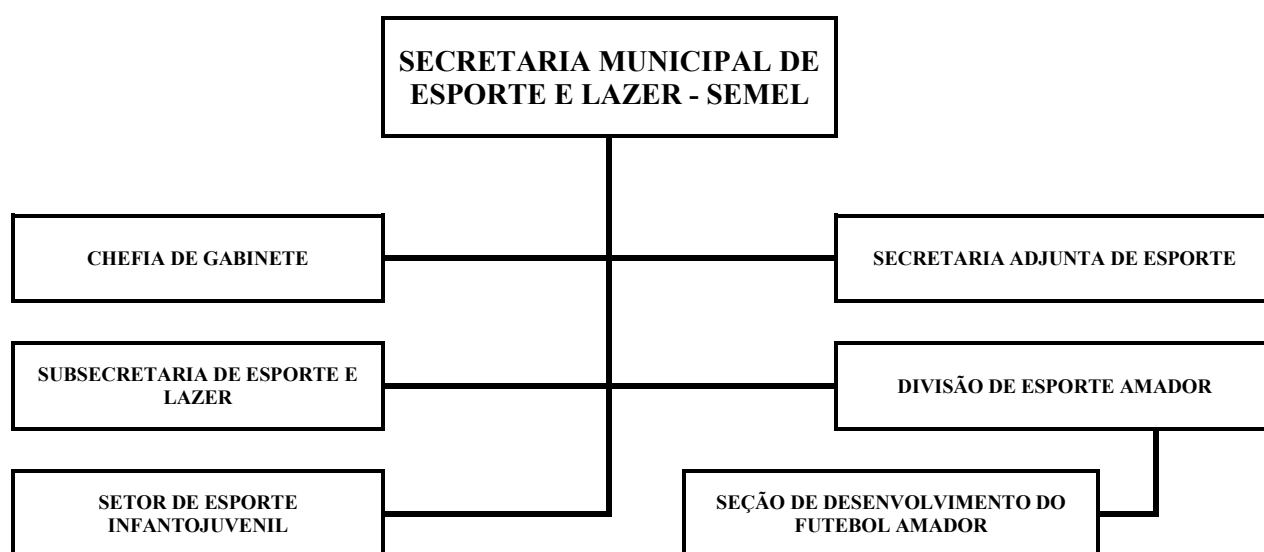 SECRETARIA MUNICIPAL DE
ESPORTE E LAZER - SEMEL
CHEFIA DE GABINETE
SECRETARIA ADJUNTA DE ESPORTE
SUBSECRETARIA DE ESPORTE E
LAZER
DIVISÃO DE ESPORTE AMADOR
SETOR DE ESPORTE
INFANTOJUVENIL
SEÇÃO DE DESENVOLVIMENTO DO
FUTEBOL AMADOR